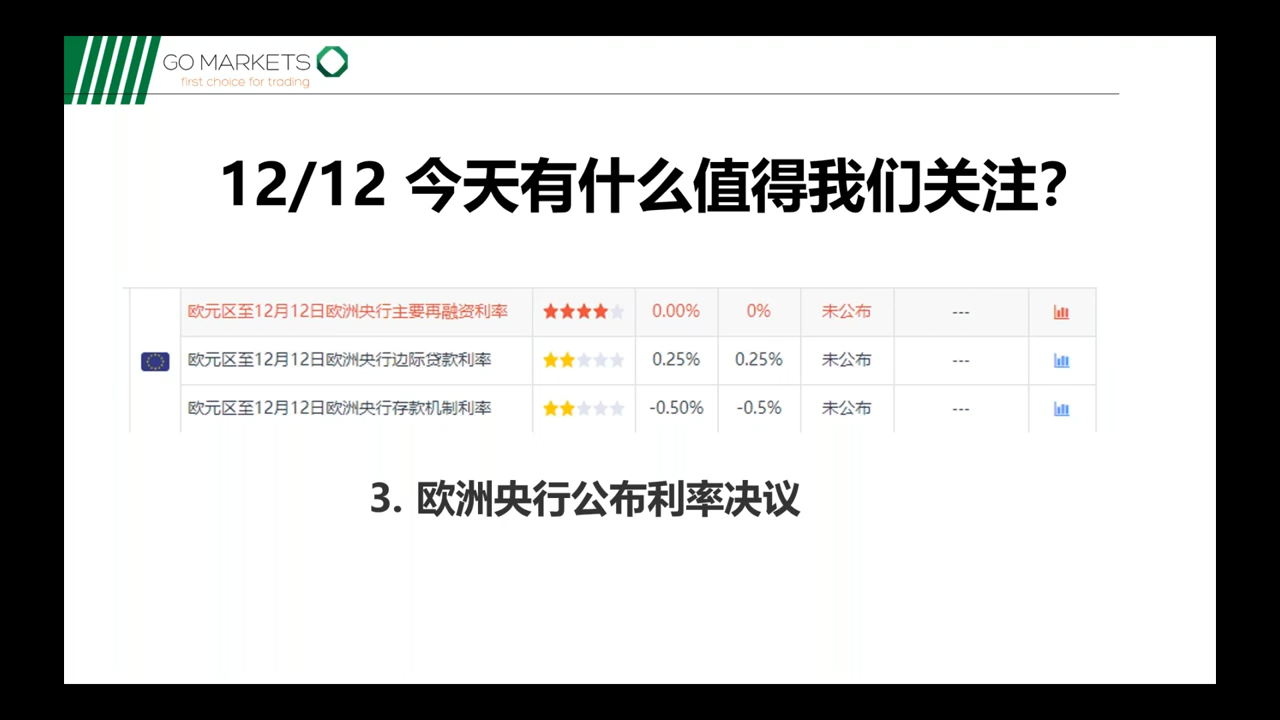 GO MARKETS
first choice for trading
12/12 今天有什么值得我们关注?
欧元区至12月12日欧洲央行主要再融资利率 0.00% 0% 未公布 ---
欧元区至12月12日欧洲央行边际贷款利率 0.25% 0.25% 未公布 ---
欧元区至12月12日欧洲央行存款机制利率 -0.50% -0.5% 未公布 ---
3. 欧洲央行公布利率决议